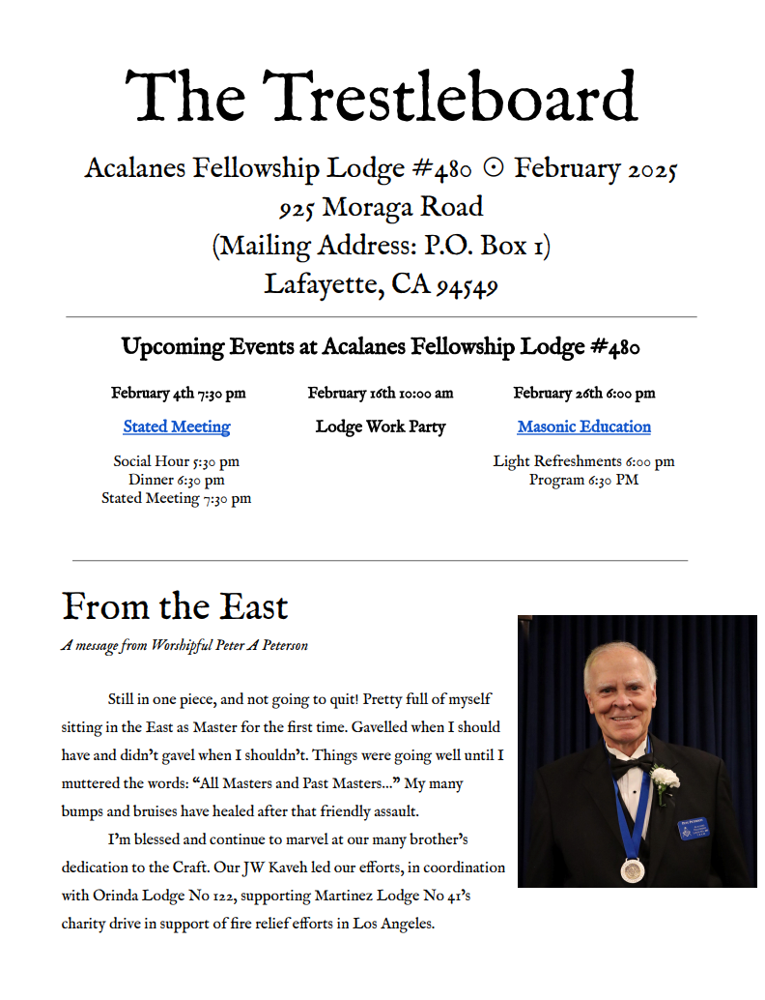 The Trestleboard
Acalanes Fellowship Lodge #480 ☉ February 2025
925 Moraga Road
(Mailing Address: P.O. Box 1)
Lafayette, CA 94549
Upcoming Events at Acalanes Fellowship Lodge #480
February 4th 7:30 pm
Stated Meeting
Social Hour 5:30 pm
Dinner 6:30 pm
Stated Meeting 7:30 pm
February 16th 10:00 am
Lodge Work Party
February 26th 6:00 pm
Masonic Education
Light Refreshments 6:00 pm
Program 6:30 PM
From the East
A message from Worshipful Peter A Peterson
Still in one piece, and not going to quit! Pretty full of myself
sitting in the East as Master for the first time. Gavelled when I should
have and didn’t gavel when I shouldn’t. Things were going well until I
muttered the words: “All Masters and Past Masters...” My many
bumps and bruises have healed after that friendly assault.
I’m blessed and continue to marvel at our many brother’s
dedication to the Craft. Our JW Kaveh led our efforts, in coordination
with Orinda Lodge No 122, supporting Martinez Lodge No 41’s
charity drive in support of fire relief efforts in Los Angeles.